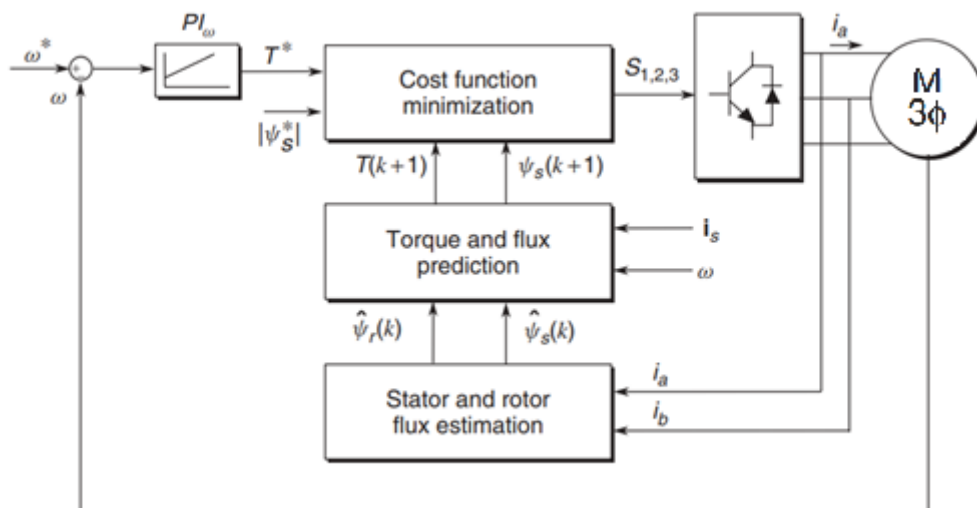 PIω
ω*
+
-
ω
T*
|ψs*|
Cost function
minimization
S1,2,3
ia
M
3ϕ
T(k+1)
ψs(k+1)
Torque and flux
prediction
is
ω
ψ̂r(k)
ψ̂s(k)
Stator and rotor
flux estimation
ia
ib